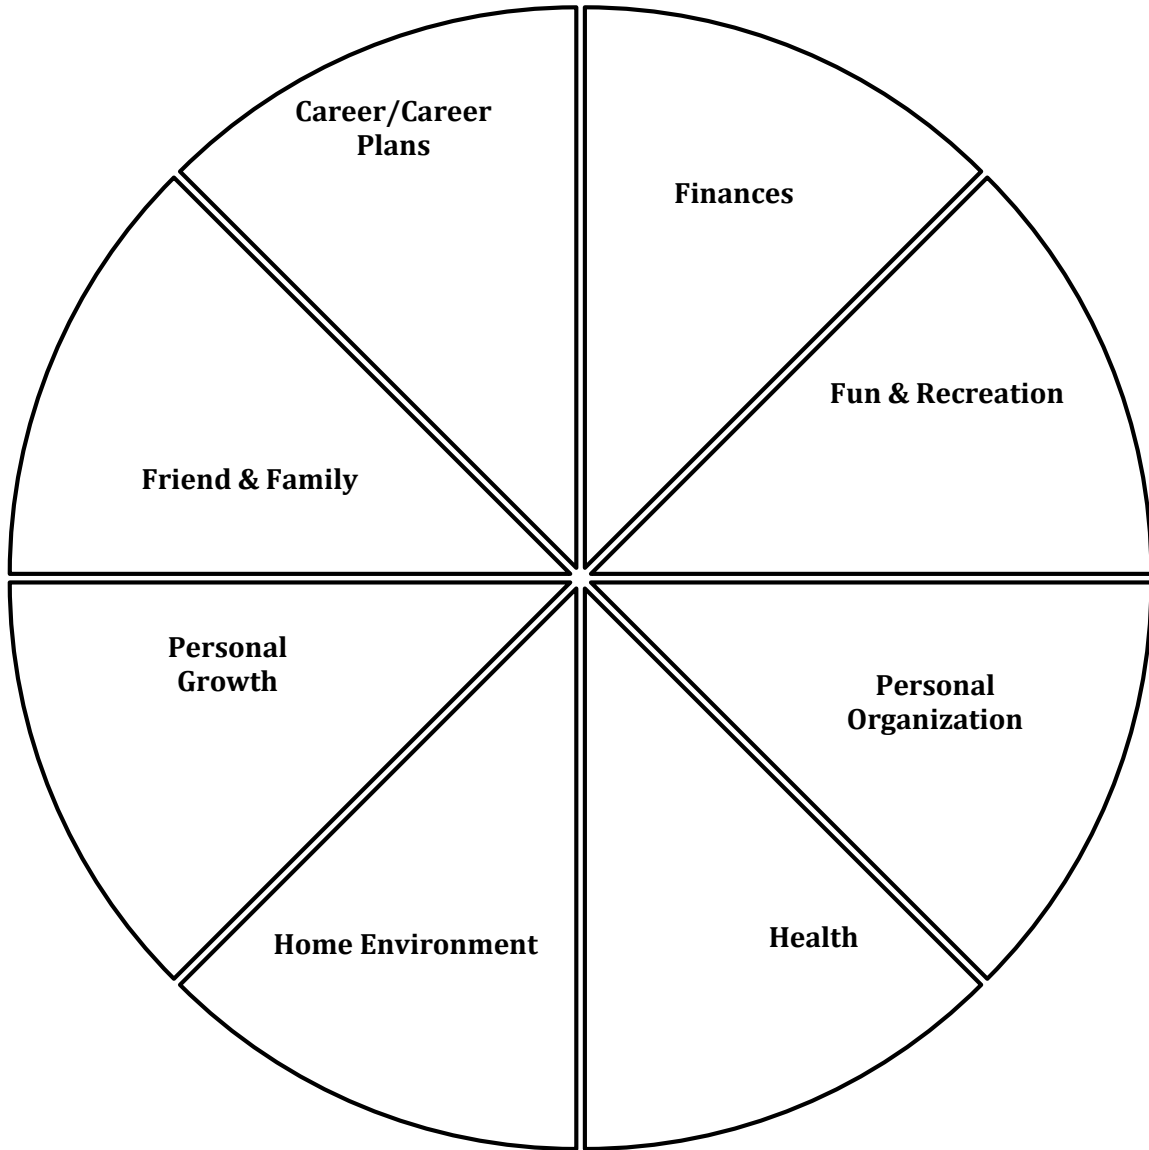 Career/Career
Plans
Finances
Fun & Recreation
Friend & Family
Personal
Growth
Personal
Organization
Home Environment
Health